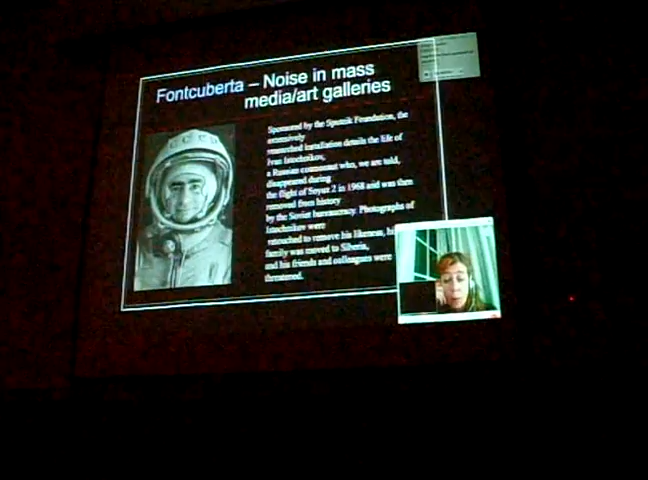 Fontcuberta – Noise in mass
media/art galleries
CCCP
Sponsored by the Sputnik Foundation, the
extensively
researched installation details the life of
Ivan Istochnikov,
a Russian cosmonaut who, we are told,
disappeared during
the flight of Soyuz 2 in 1968 and was then
removed from history
by the Soviet bureaucracy. Photographs of
Istochnikov were
retouched to remove his likeness, his
family was moved to Siberia,
and his friends and colleagues were
threatened.